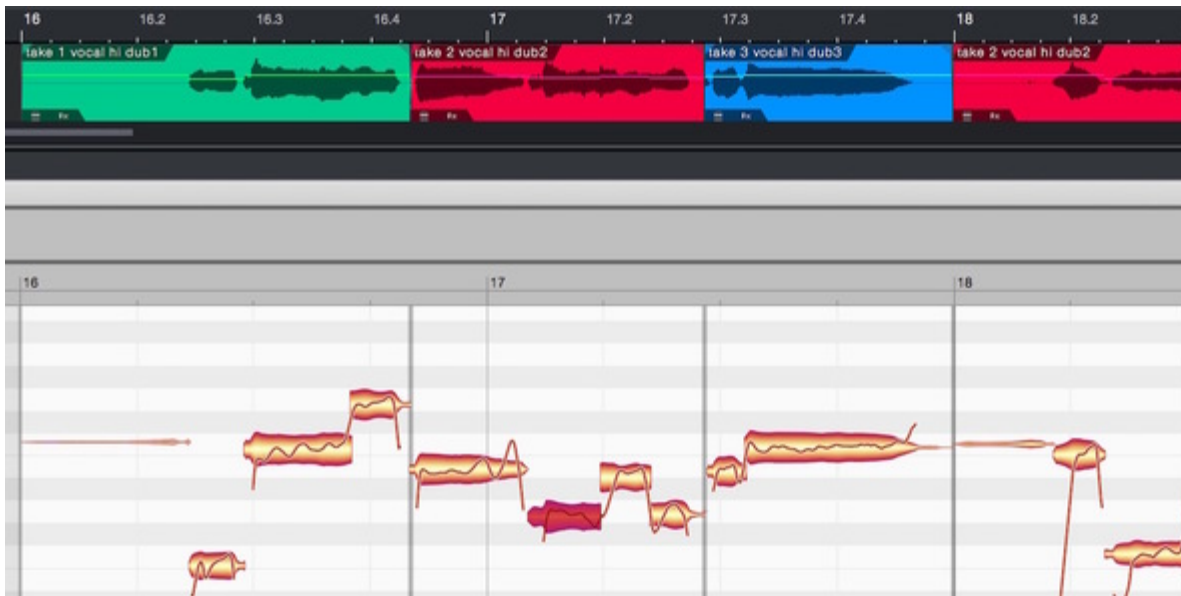 16 16.2 16.3 16.4 17 17.2 17.3 17.4 18 18.2
take 1 vocal hi dub1 take 2 vocal hi dub2 take 3 vocal hi dub3 take 2 vocal hi dub2
16 17 18